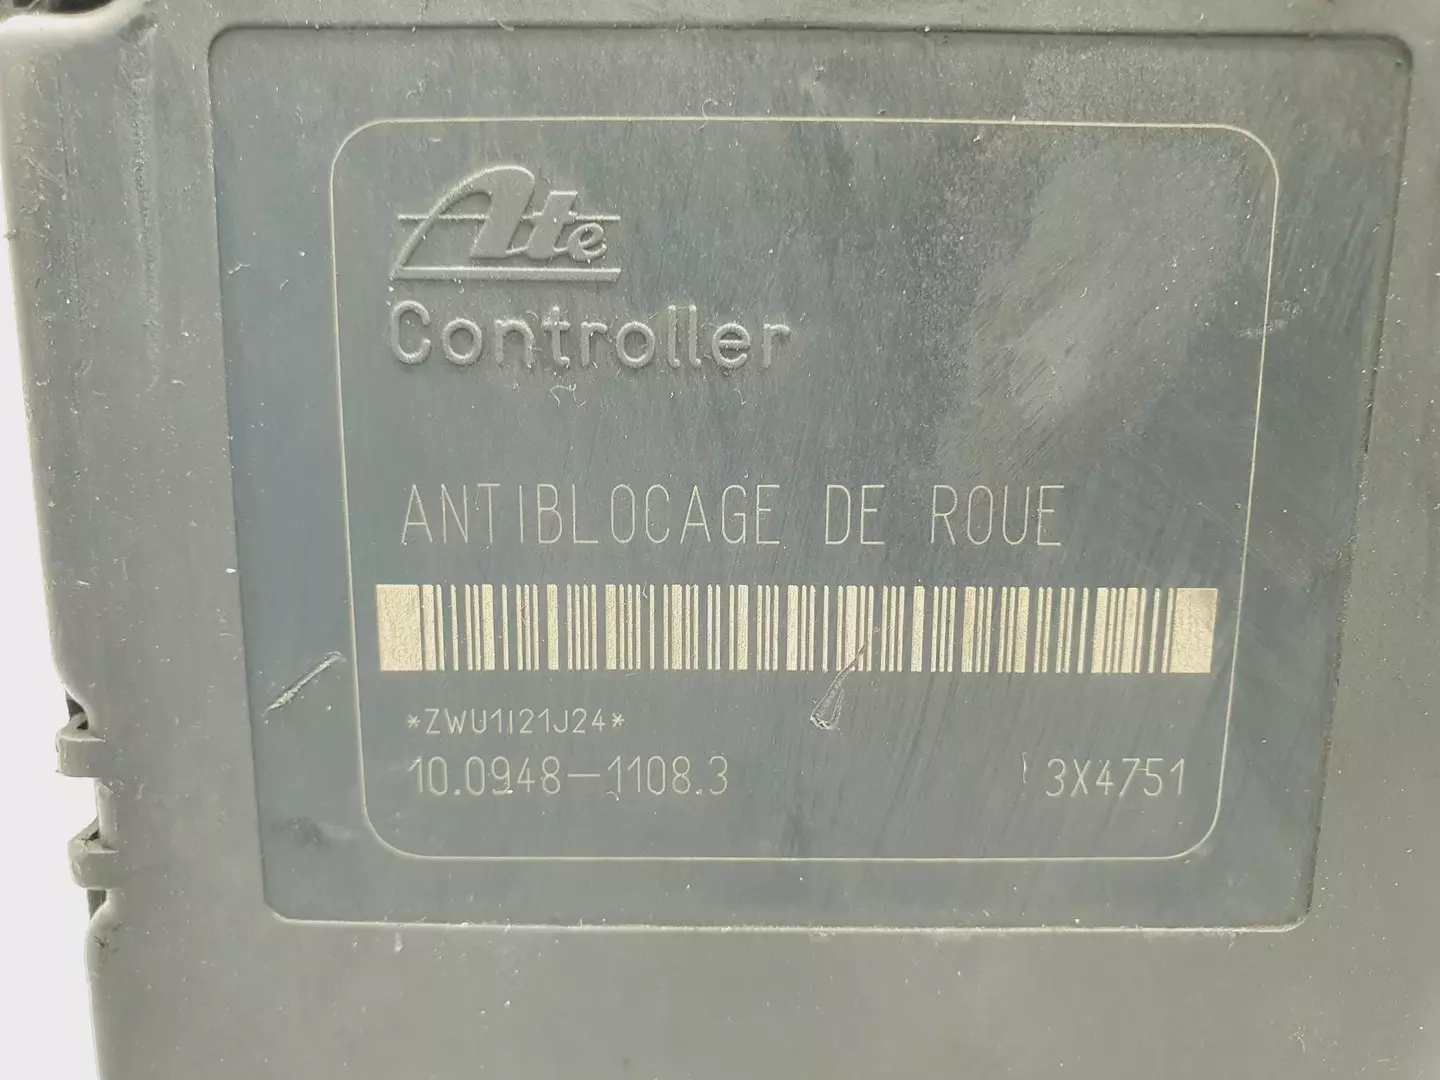 Ate
Controller
ANTIBLOCAGE DE ROUE
*ZWU1I21J24*
10.0948-1108.3 3X4751